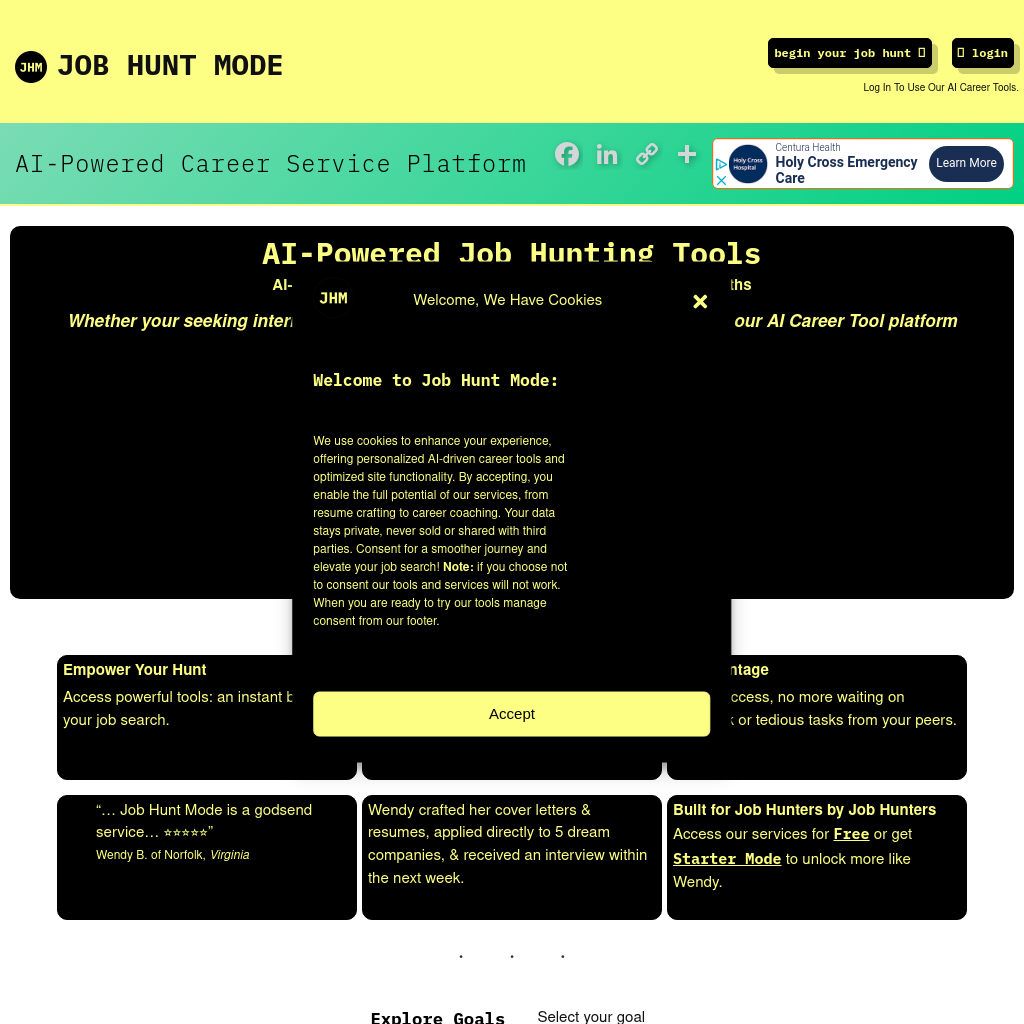 JHM JOB HUNT MODE
begin your job hunt
login
Log In To Use Our AI Career Tools.
AI-Powered Career Service Platform
Centura Health
Holy Cross Emergency
Care
Holy Cross
Hospital
Learn More
AI-Powered Job Hunting Tools
AI-
Whether your seeking
our AI Career Tool platform
JHM
Welcome, We Have Cookies
Welcome to Job Hunt Mode:
We use cookies to enhance your experience,
offering personalized AI-driven career tools and
optimized site functionality. By accepting, you
enable the full potential of our services, from
resume crafting to career coaching. Your data
stays private, never sold or shared with third
parties. Consent for a smoother journey and
elevate your job search! Note: if you choose not
to consent our tools and services will not work.
When you are ready to try our tools manage
consent from our footer.
Accept
Empower Your Hunt
Access powerful tools: an instant
your job search.
no more waiting on
or tedious tasks from your peers.
“… Job Hunt Mode is a godsend
service… ⭐⭐⭐⭐⭐”
Wendy B. of Norfolk, Virginia
Wendy crafted her cover letters &
resumes, applied directly to 5 dream
companies, & received an interview within
the next week.
Built for Job Hunters by Job Hunters
Access our services for Free or get
Starter Mode to unlock more like
Wendy.
. . .
Explore Goals
Select your goal